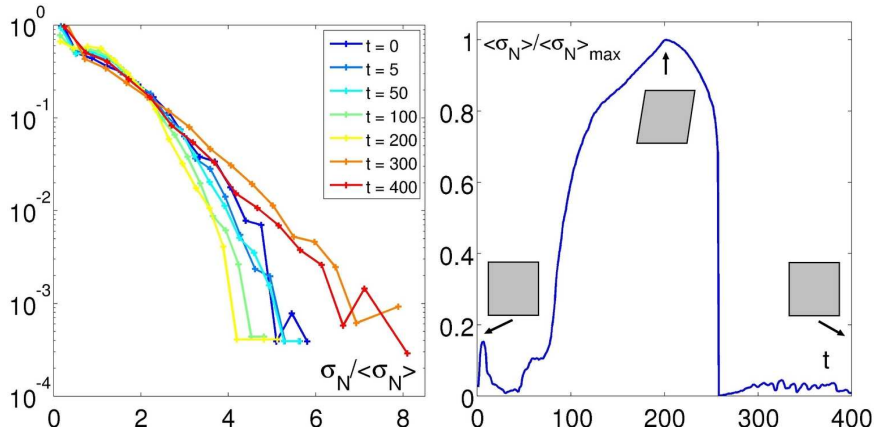 10⁰
10⁻¹
10⁻²
10⁻³
10⁻⁴
0 2 4 6 8
σ_N/<σ_N>
t = 0
t = 5
t = 50
t = 100
t = 200
t = 300
t = 400
<σ_N>/<σ_N>_max
1
0.8
0.6
0.4
0.2
0
0 100 200 300 400
t